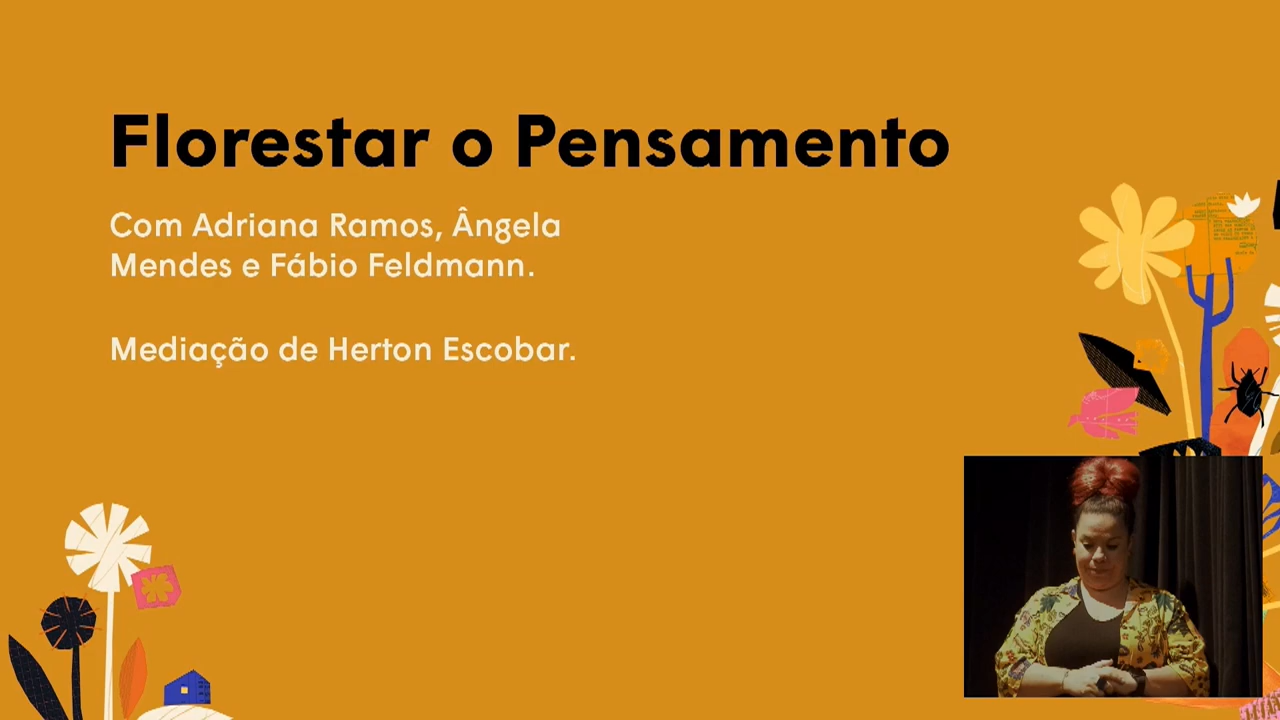 Florestar o Pensamento
Com Adriana Ramos, Ângela
Mendes e Fábio Feldmann.
Mediação de Herton Escobar.